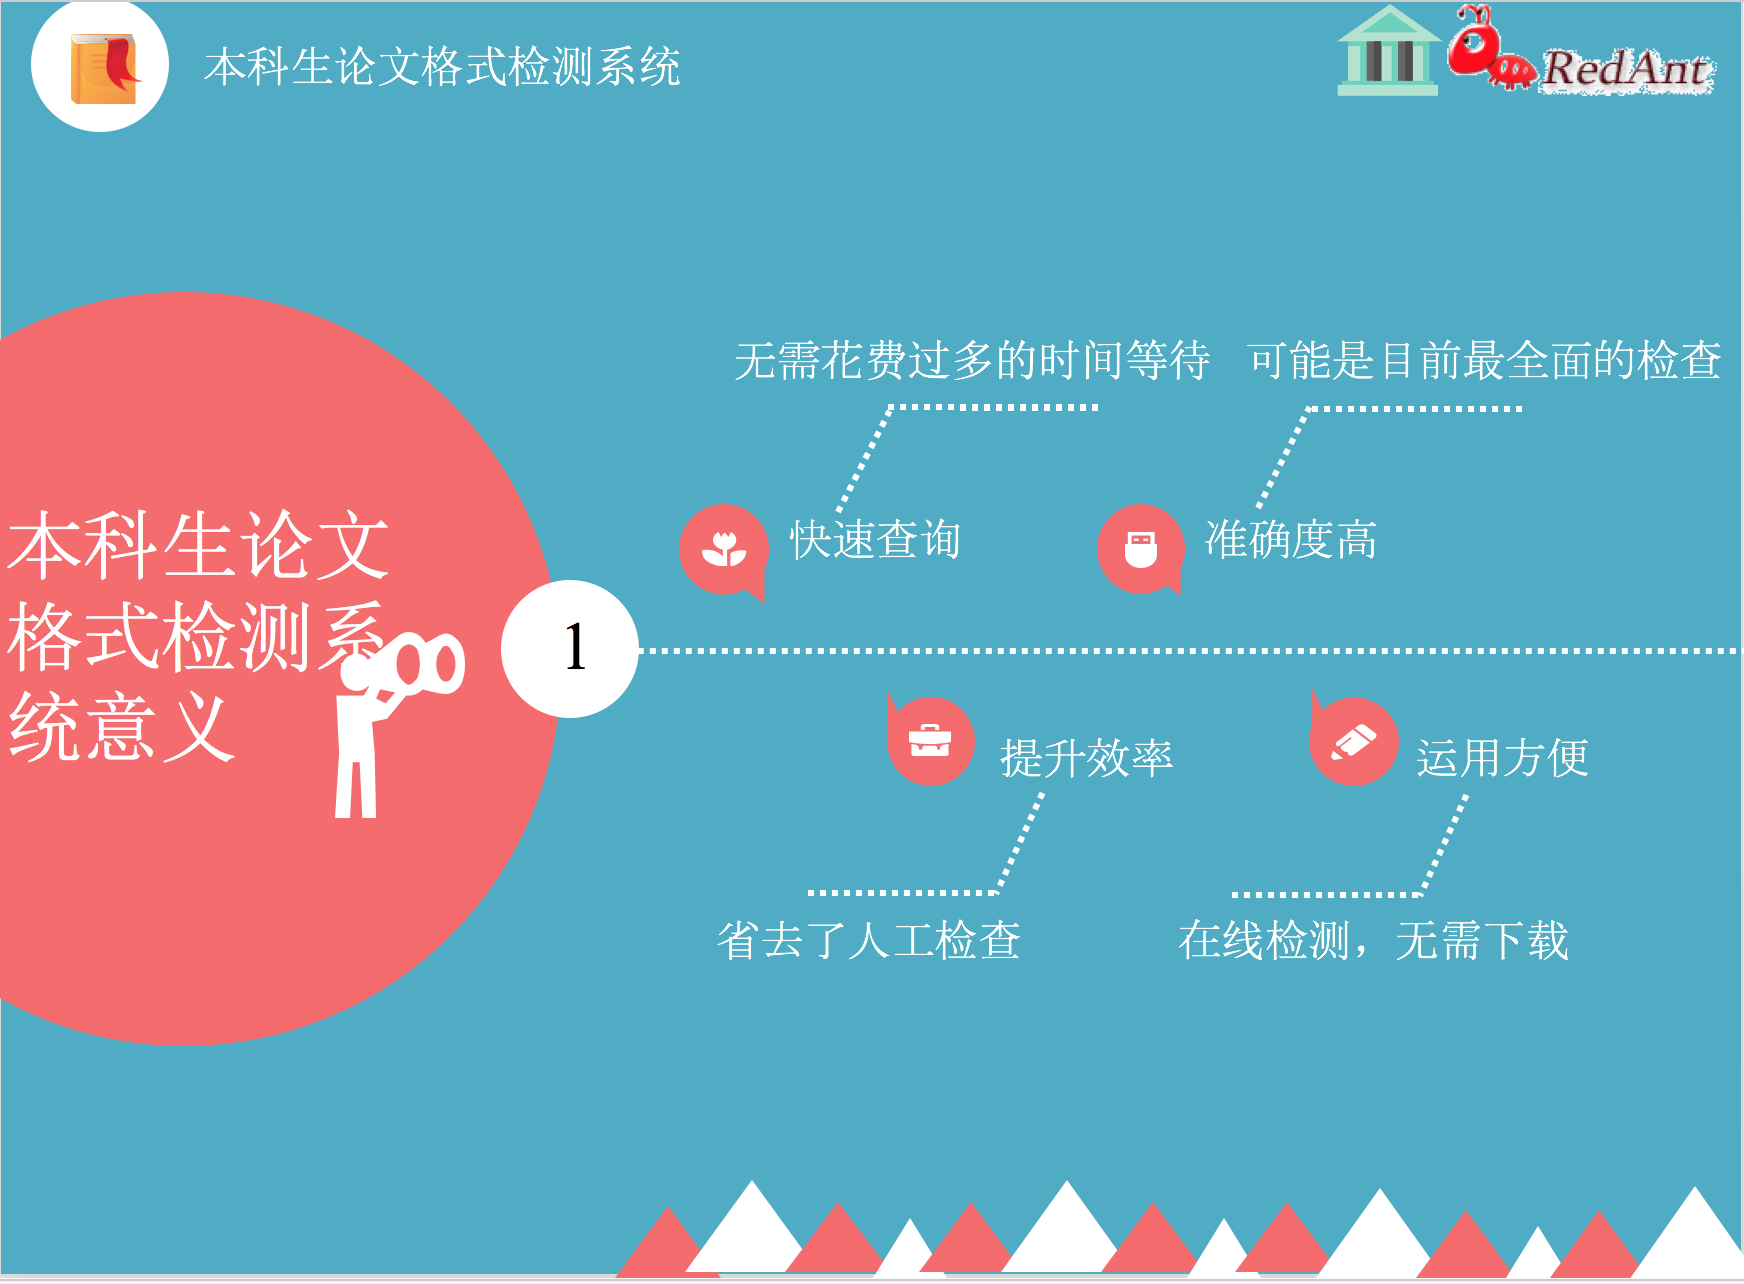 本科生论文格式检测系统
RedAnt
无需花费过多的时间等待
可能是目前最全面的检查
快速查询
准确度高
本科生论文
格式检测系
统意义
1
提升效率
运用方便
省去了人工检查
在线检测，无需下载